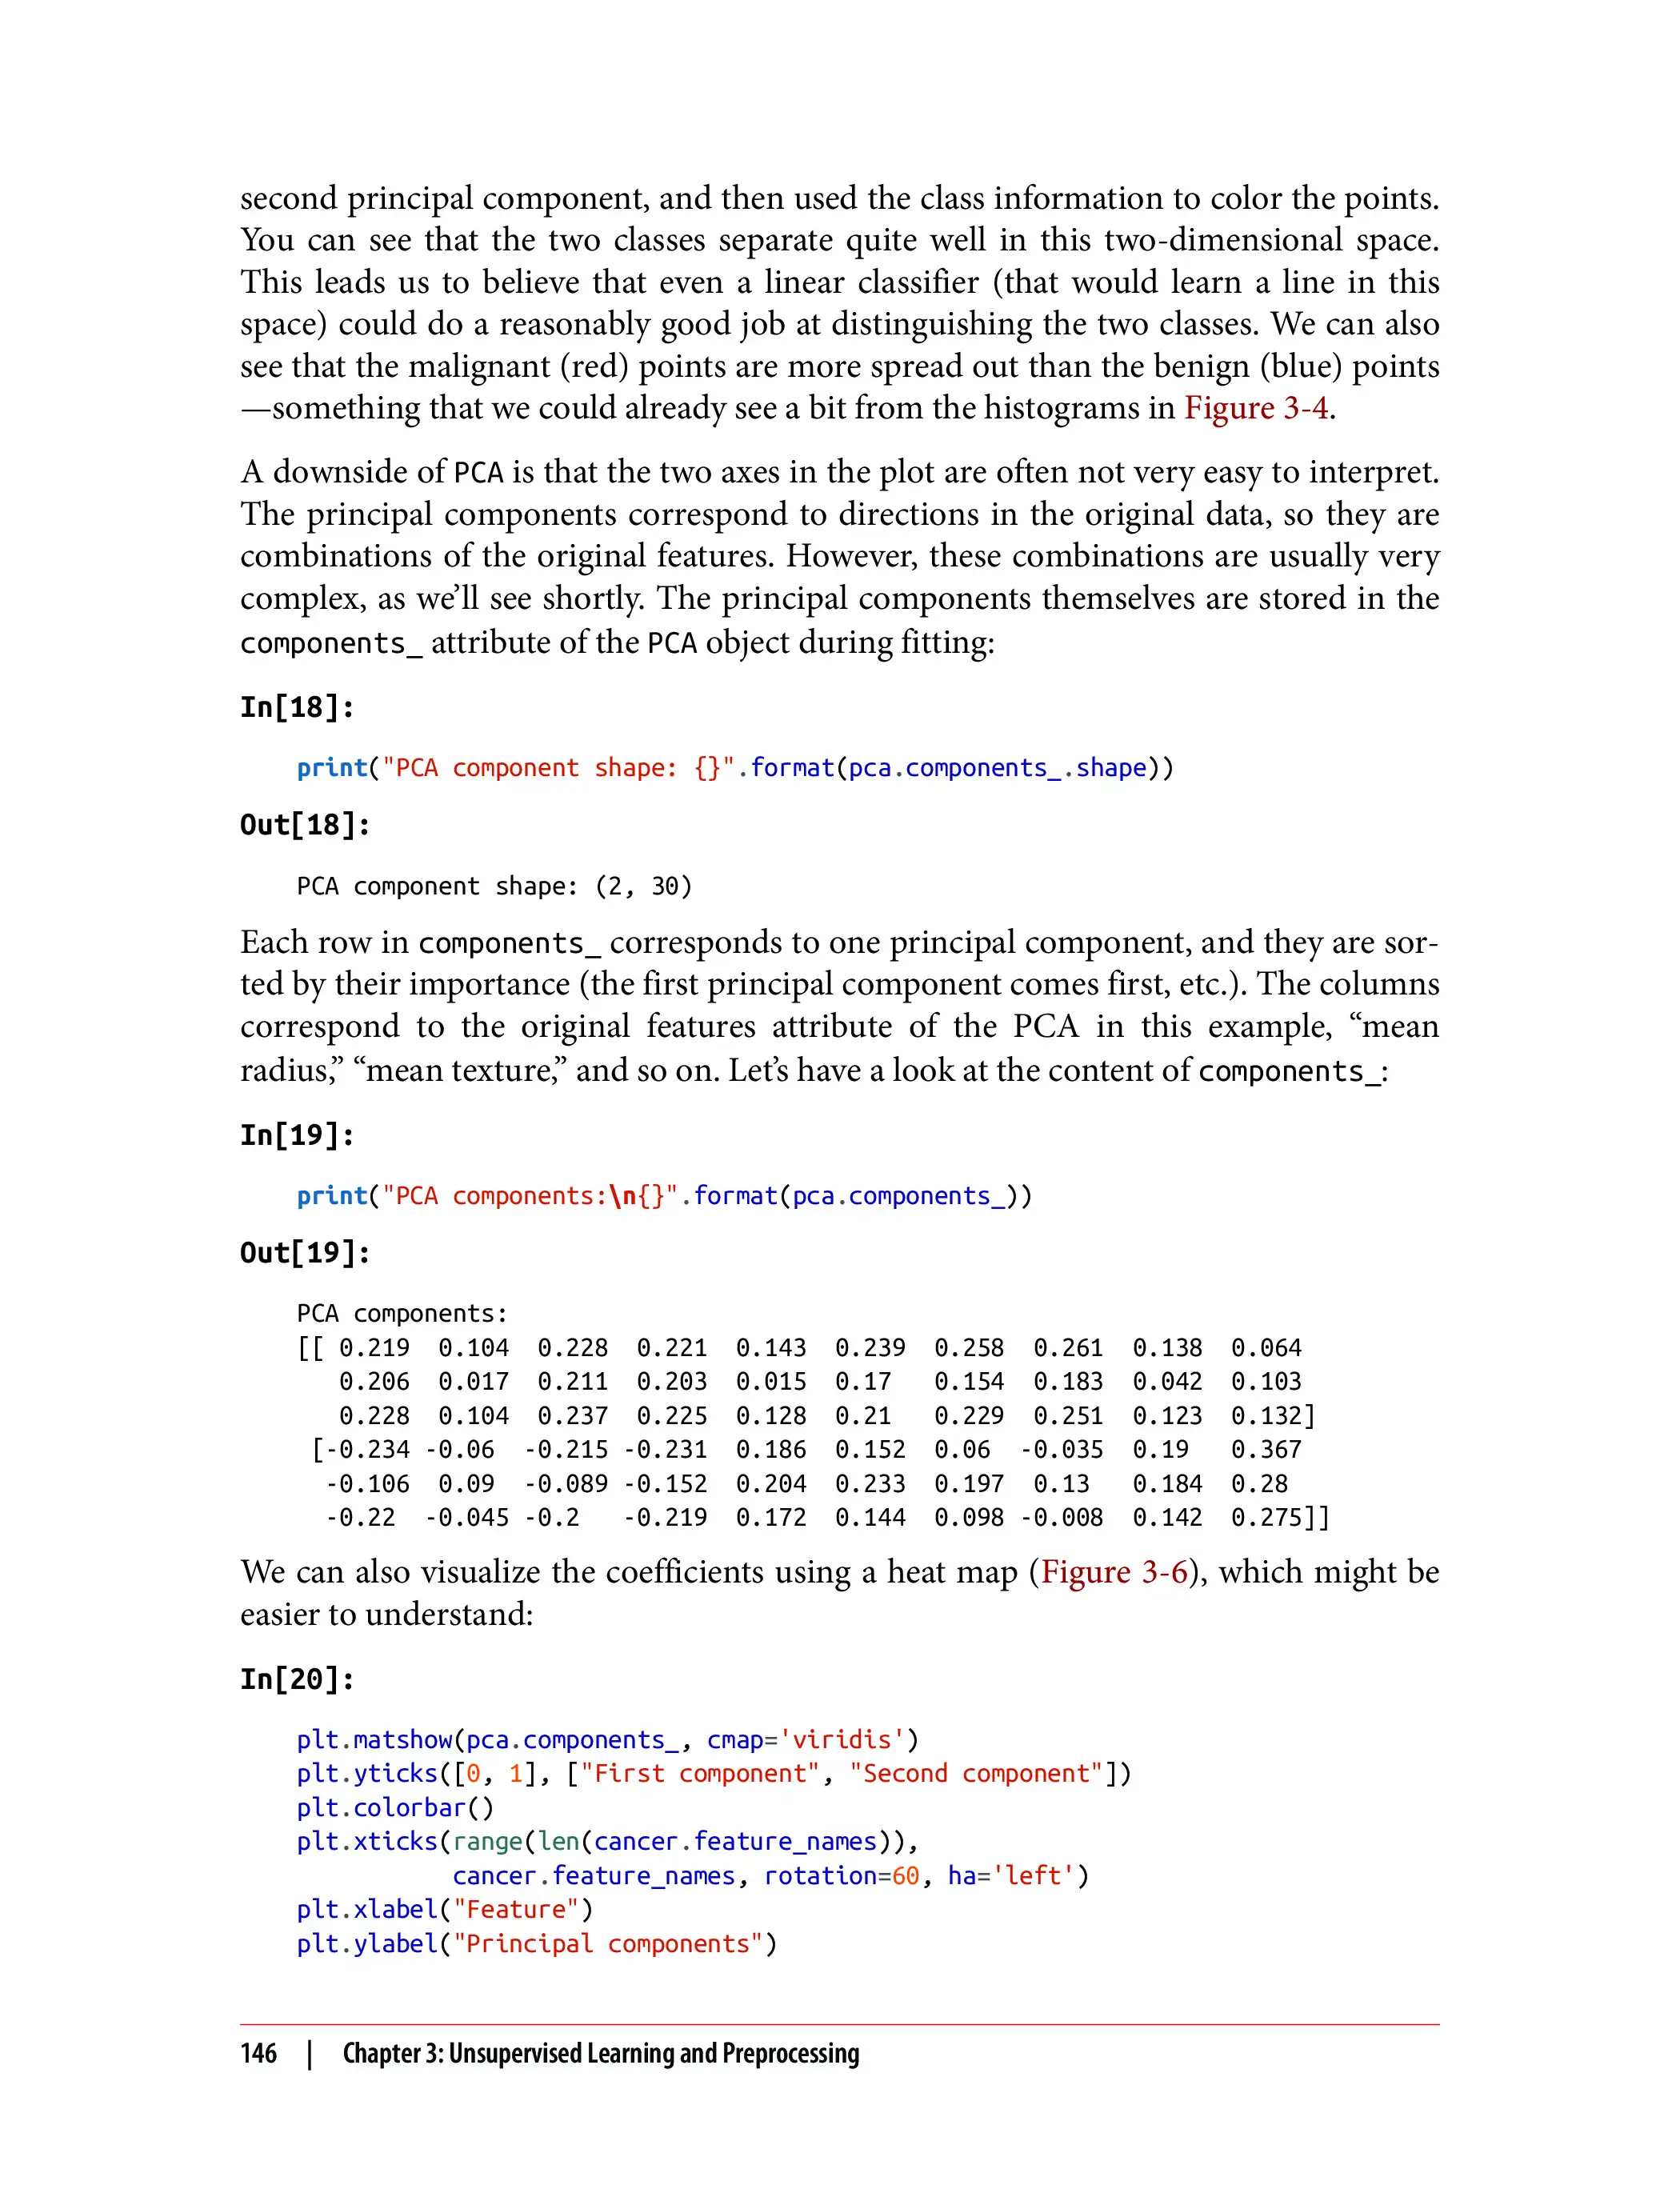 second principal component, and then used the class information to color the points.
You can see that the two classes separate quite well in this two-dimensional space.
This leads us to believe that even a linear classifier (that would learn a line in this
space) could do a reasonably good job at distinguishing the two classes. We can also
see that the malignant (red) points are more spread out than the benign (blue) points
—something that we could already see a bit from the histograms in Figure 3-4.
A downside of PCA is that the two axes in the plot are often not very easy to interpret.
The principal components correspond to directions in the original data, so they are
combinations of the original features. However, these combinations are usually very
complex, as we’ll see shortly. The principal components themselves are stored in the
components_ attribute of the PCA object during fitting:
In[18]:
print("PCA component shape: {}".format(pca.components_.shape))
Out[18]:
PCA component shape: (2, 30)
Each row in components_ corresponds to one principal component, and they are sor-
ted by their importance (the first principal component comes first, etc.). The columns
correspond to the original features attribute of the PCA in this example, “mean
radius,” “mean texture,” and so on. Let’s have a look at the content of components_:
In[19]:
print("PCA components:\n{}".format(pca.components_))
Out[19]:
PCA components:
[[ 0.219  0.104  0.228  0.221  0.143  0.239  0.258  0.261  0.138  0.064
   0.206  0.017  0.211  0.203  0.015  0.17   0.154  0.183  0.042  0.103
   0.228  0.104  0.237  0.225  0.128  0.21   0.229  0.251  0.123  0.132]
 [-0.234 -0.06  -0.215 -0.231  0.186  0.152  0.06  -0.035  0.19   0.367
  -0.106  0.09  -0.089 -0.152  0.204  0.233  0.197  0.13   0.184  0.28
  -0.22  -0.045 -0.2   -0.219  0.172  0.144  0.098 -0.008  0.142  0.275]]
We can also visualize the coefficients using a heat map (Figure 3-6), which might be
easier to understand:
In[20]:
plt.matshow(pca.components_, cmap='viridis')
plt.yticks([0, 1], ["First component", "Second component"])
plt.colorbar()
plt.xticks(range(len(cancer.feature_names)),
           cancer.feature_names, rotation=60, ha='left')
plt.xlabel("Feature")
plt.ylabel("Principal components")
146 | Chapter 3: Unsupervised Learning and Preprocessing